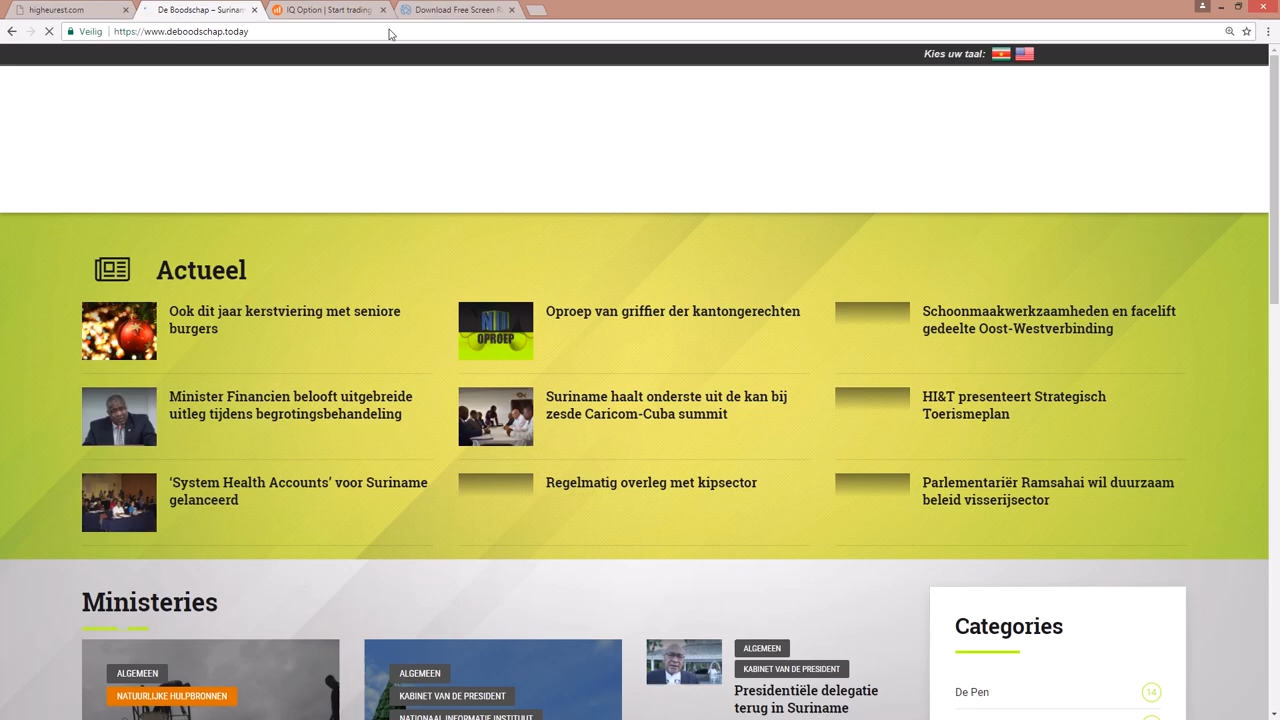 higheurest.com
De Boodschap – Surinam
IQ Option | Start trading
Download Free Screen R
Veilig
https://www.deboodschap.today
Kies uw taal:
Actueel
Ook dit jaar kerstviering met seniore
burgers
OPROEP
Oproep van griffier der kantongerechten
Schoonmaakwerkzaamheden en facelift
gedeelte Oost-Westverbinding
Minister Financien belooft uitgebreide
uitleg tijdens begrotingsbehandeling
Suriname haalt onderste uit de kan bij
zesde Caricom-Cuba summit
HI&T presenteert Strategisch
Toerismeplan
‘System Health Accounts’ voor Suriname
gelanceerd
Regelmatig overleg met kipsector
Parlementariër Ramsahai wil duurzaam
beleid visserijsector
Ministeries
ALGEMEEN
NATUURLIJKE HULPBRONNEN
ALGEMEEN
KABINET VAN DE PRESIDENT
NATIONAAL INFORMATIE INSTITUUT
ALGEMEEN
KABINET VAN DE PRESIDENT
Presidentiële delegatie
terug in Suriname
Categories
De Pen
14